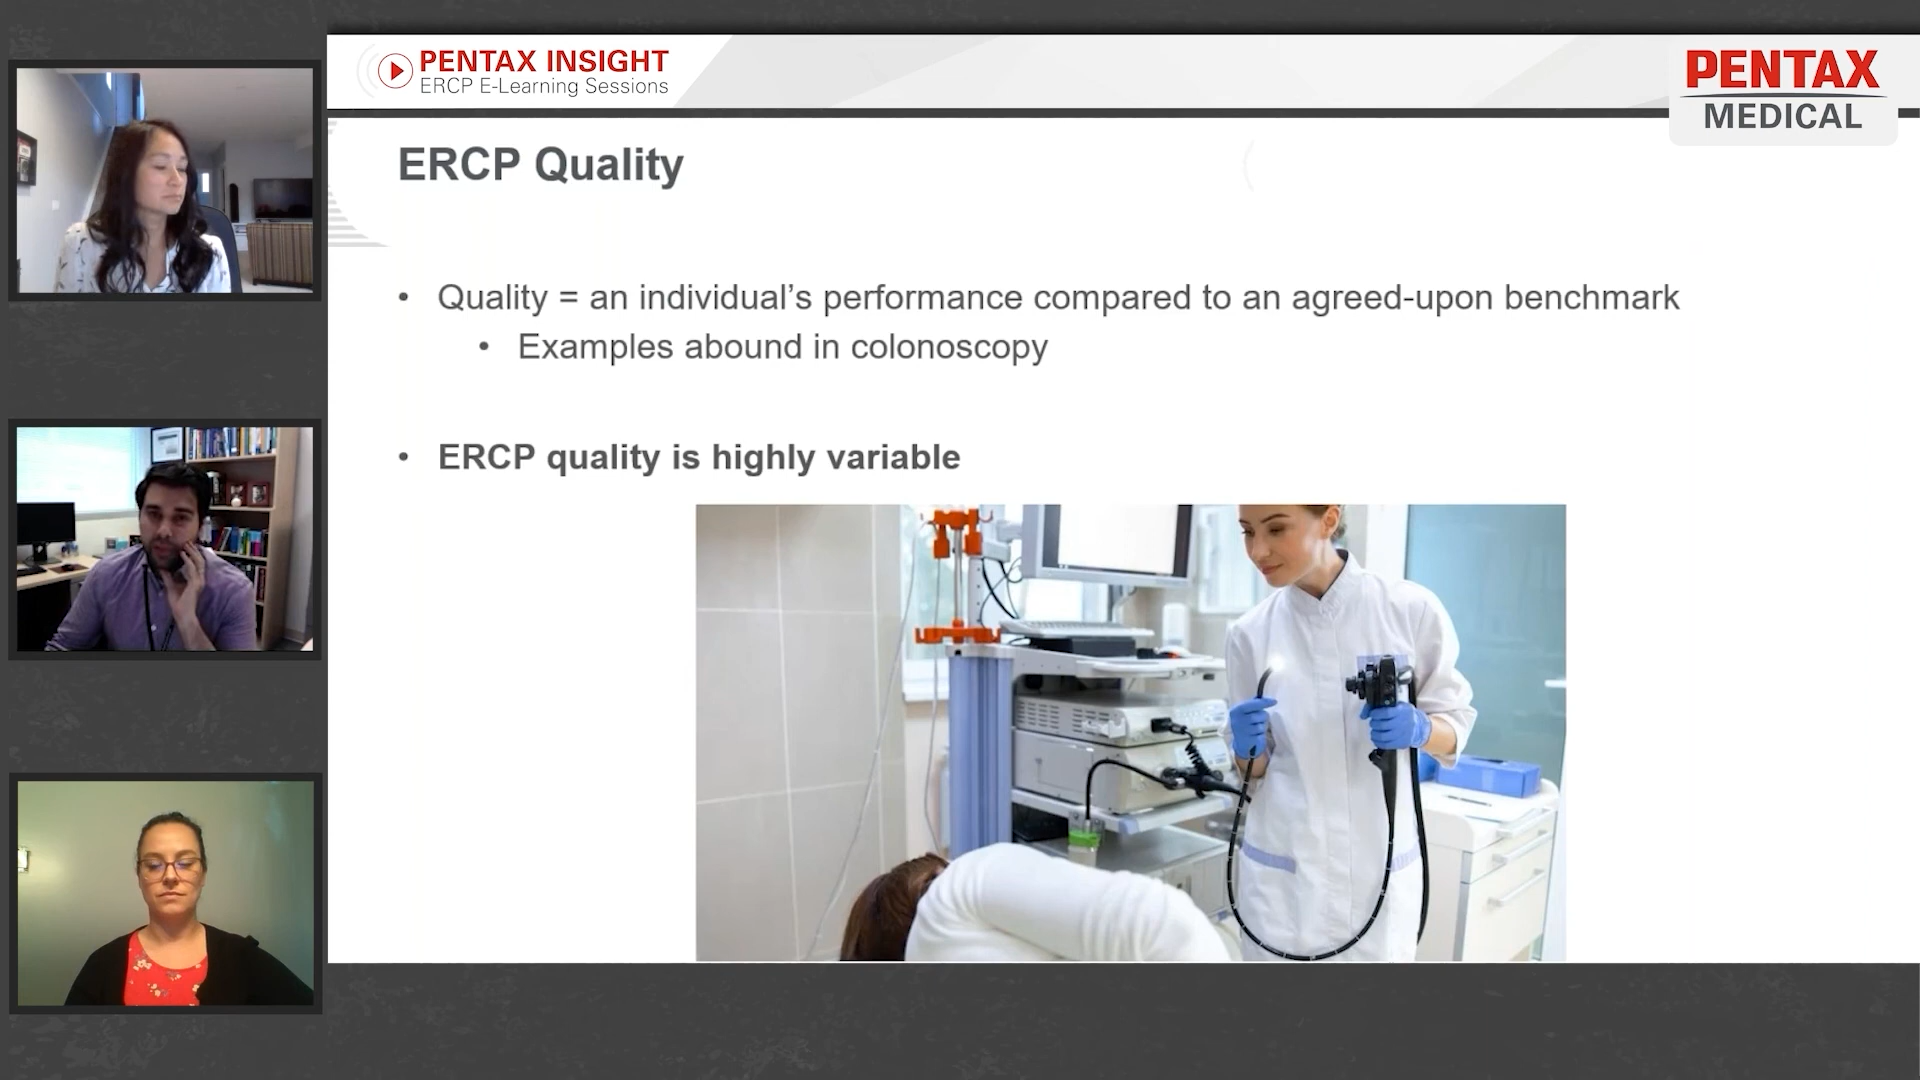 PENTAX INSIGHT
ERCP E-Learning Sessions
PENTAX
MEDICAL
ERCP Quality
• Quality = an individual’s performance compared to an agreed-upon benchmark
• Examples abound in colonoscopy
• ERCP quality is highly variable